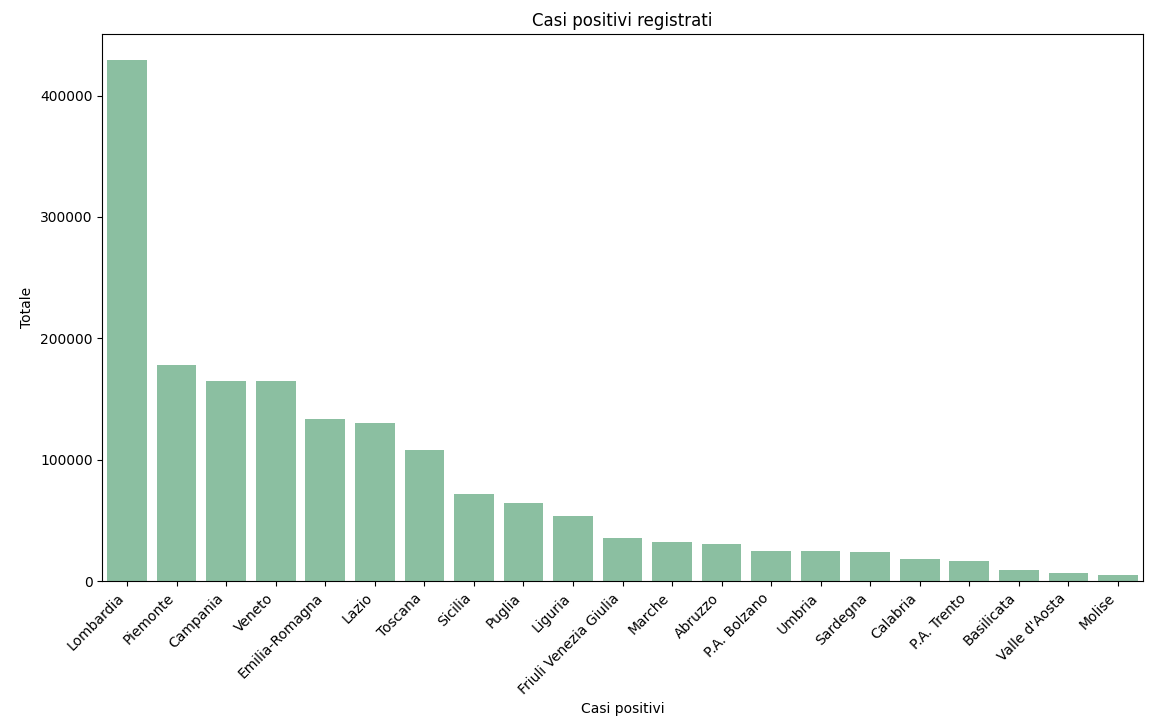 Casi positivi registrati
Totale
400000
300000
200000
100000
0
Lombardia
Piemonte
Campania
Veneto
Emilia-Romagna
Lazio
Toscana
Sicilia
Puglia
Liguria
Friuli Venezia Giulia
Marche
Abruzzo
P.A. Bolzano
Umbria
Sardegna
Calabria
P.A. Trento
Basilicata
Valle d'Aosta
Molise
Casi positivi